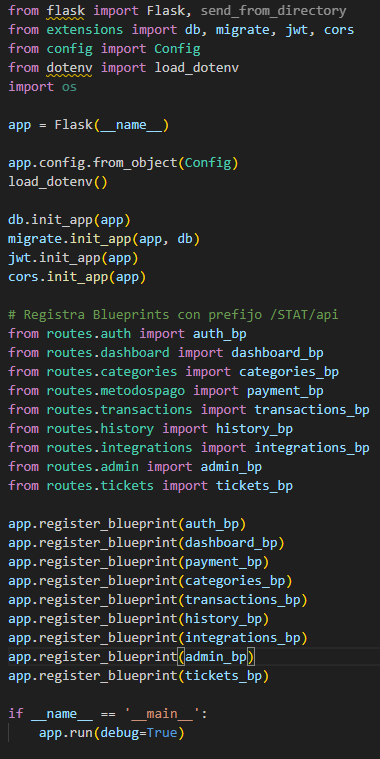 from flask import Flask, send_from_directory
from extensions import db, migrate, jwt, cors
from config import Config
from dotenv import load_dotenv
import os
app = Flask(__name__)
app.config.from_object(Config)
load_dotenv()
db.init_app(app)
migrate.init_app(app, db)
jwt.init_app(app)
cors.init_app(app)
# Registra Blueprints con prefijo /STAT/api
from routes.auth import auth_bp
from routes.dashboard import dashboard_bp
from routes.categories import categories_bp
from routes.metodospago import payment_bp
from routes.transactions import transactions_bp
from routes.history import history_bp
from routes.integrations import integrations_bp
from routes.admin import admin_bp
from routes.tickets import tickets_bp
app.register_blueprint(auth_bp)
app.register_blueprint(dashboard_bp)
app.register_blueprint(payment_bp)
app.register_blueprint(categories_bp)
app.register_blueprint(transactions_bp)
app.register_blueprint(history_bp)
app.register_blueprint(integrations_bp)
app.register_blueprint(admin_bp)
app.register_blueprint(tickets_bp)
if __name__ == '__main__':
    app.run(debug=True)